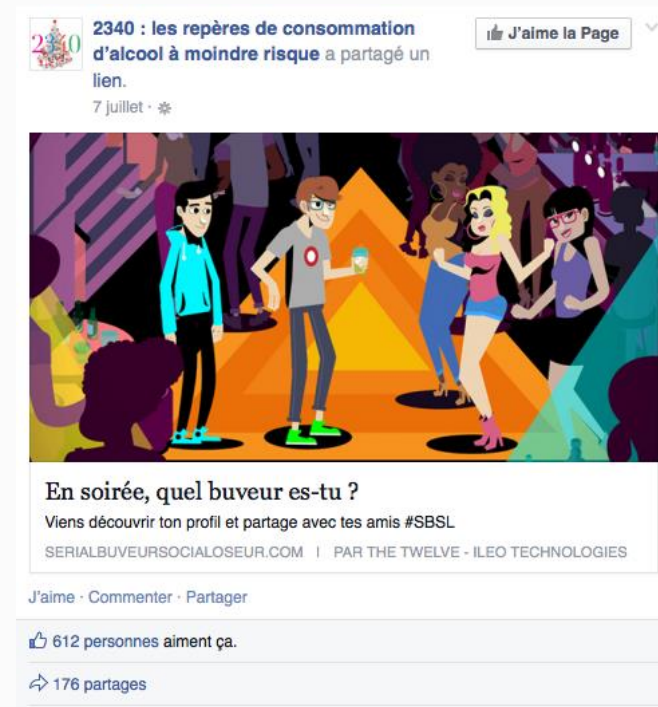 2340
2340 : les repères de consommation
d'alcool à moindre risque a partagé un
lien.
7 juillet ·
J'aime la Page
En soirée, quel buveur es-tu ?
Viens découvrir ton profil et partage avec tes amis #SBSL
SERIALBUVEURSOCIALOSEUR.COM | PAR THE TWELVE - ILEO TECHNOLOGIES
J'aime · Commenter · Partager
612 personnes aiment ça.
176 partages